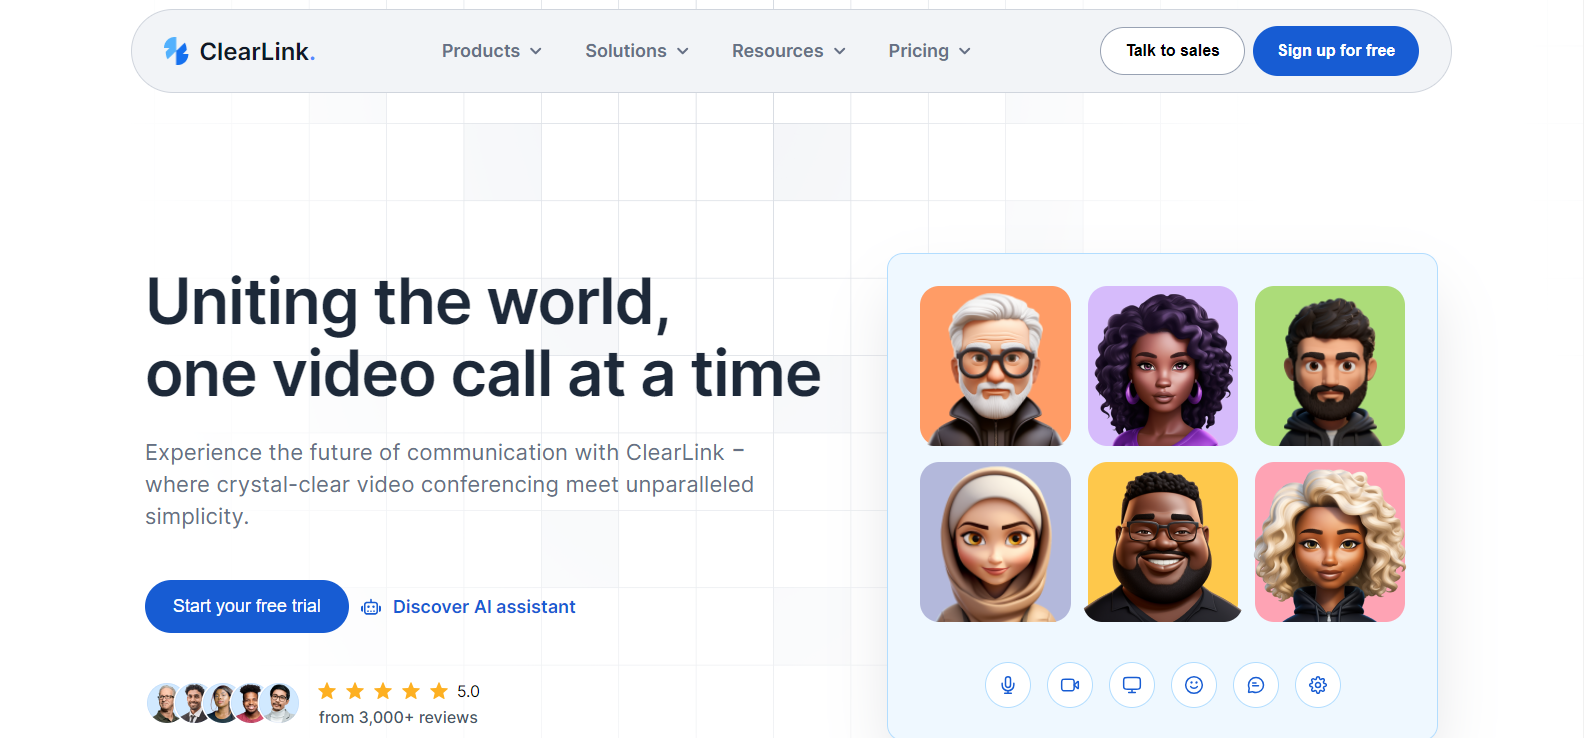 ClearLink.
Products
Solutions
Resources
Pricing
Talk to sales
Sign up for free
Uniting the world,
one video call at a time
Experience the future of communication with ClearLink –
where crystal-clear video conferencing meet unparalleled
simplicity.
Start your free trial
Discover AI assistant
5.0
from 3,000+ reviews